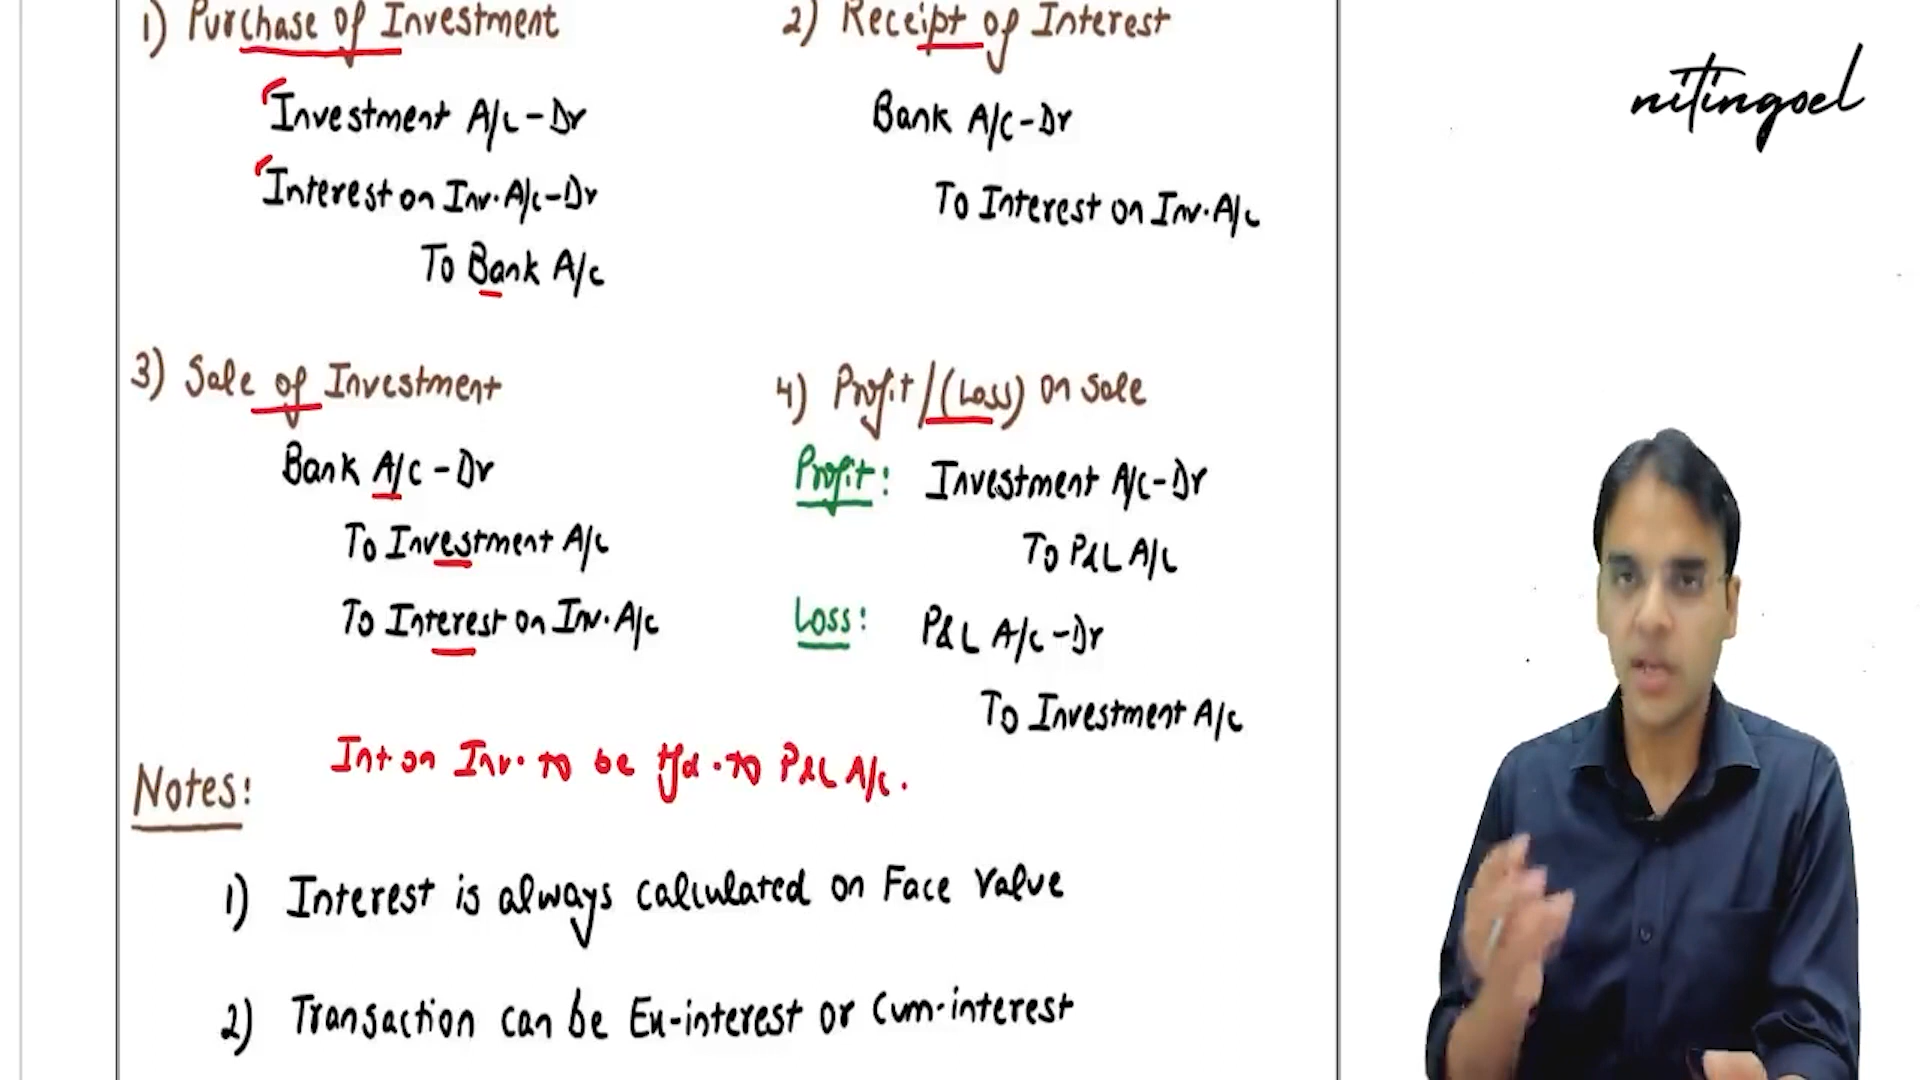 1) Purchase of Investment
Investment A/c - Dr
Interest on Inv. A/c - Dr
To Bank A/c
2) Receipt of Interest
Bank A/c - Dr
To Interest on Inv. A/c
nitingoel
3) Sale of Investment
Bank A/c - Dr
To Investment A/c
To Interest on Inv. A/c
4) Profit / (Loss) on Sale
Profit: Investment A/c - Dr
To P&L A/c
Loss: P&L A/c - Dr
To Investment A/c
Int on Inv. to be tfd. to P&L A/c.
Notes:
1) Interest is always calculated on Face Value
2) Transaction can be Ex-interest or Cum-interest